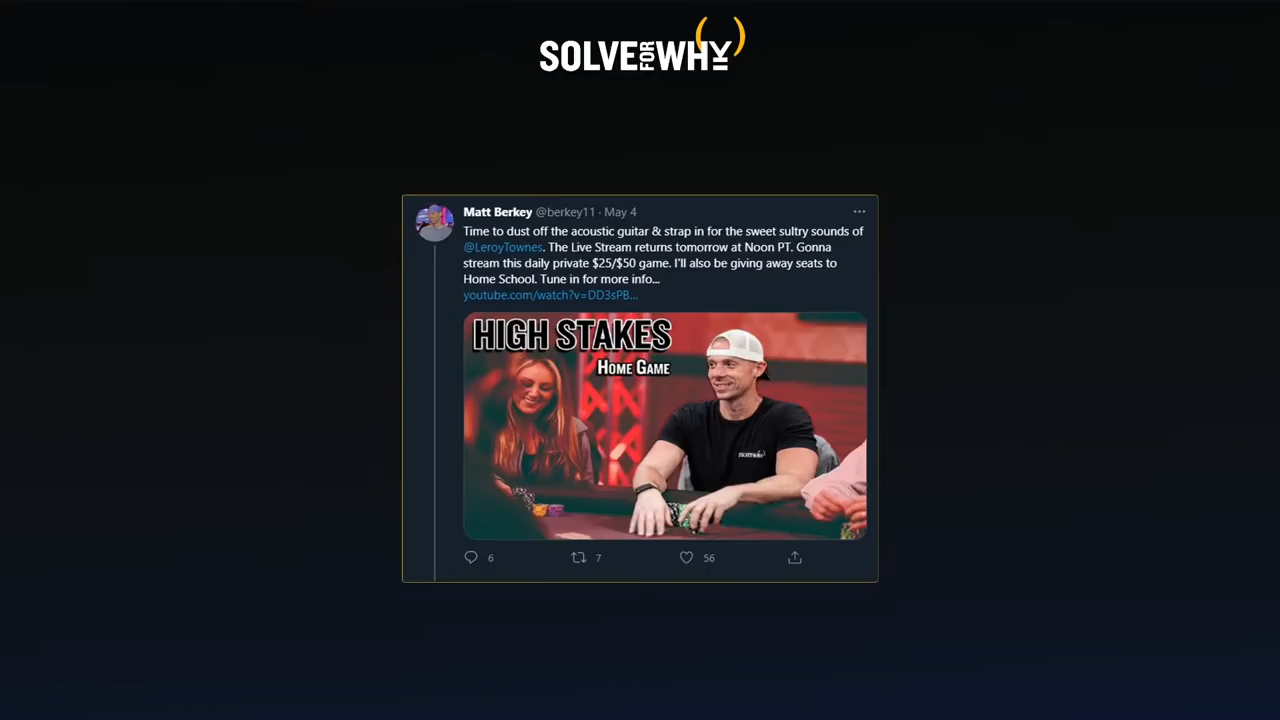 SOLVE FOR WHY
Matt Berkey @berkey11 · May 4
Time to dust off the acoustic guitar & strap in for the sweet sultry sounds of
@LeroyTownes. The Live Stream returns tomorrow at Noon PT. Gonna
stream this daily private $25/$50 game. I'll also be giving away seats to
Home School. Tune in for more info...
youtube.com/watch?v=DD3sPB...
HIGH STAKES
HOME GAME
SOLVE FOR WHY
6 7 56